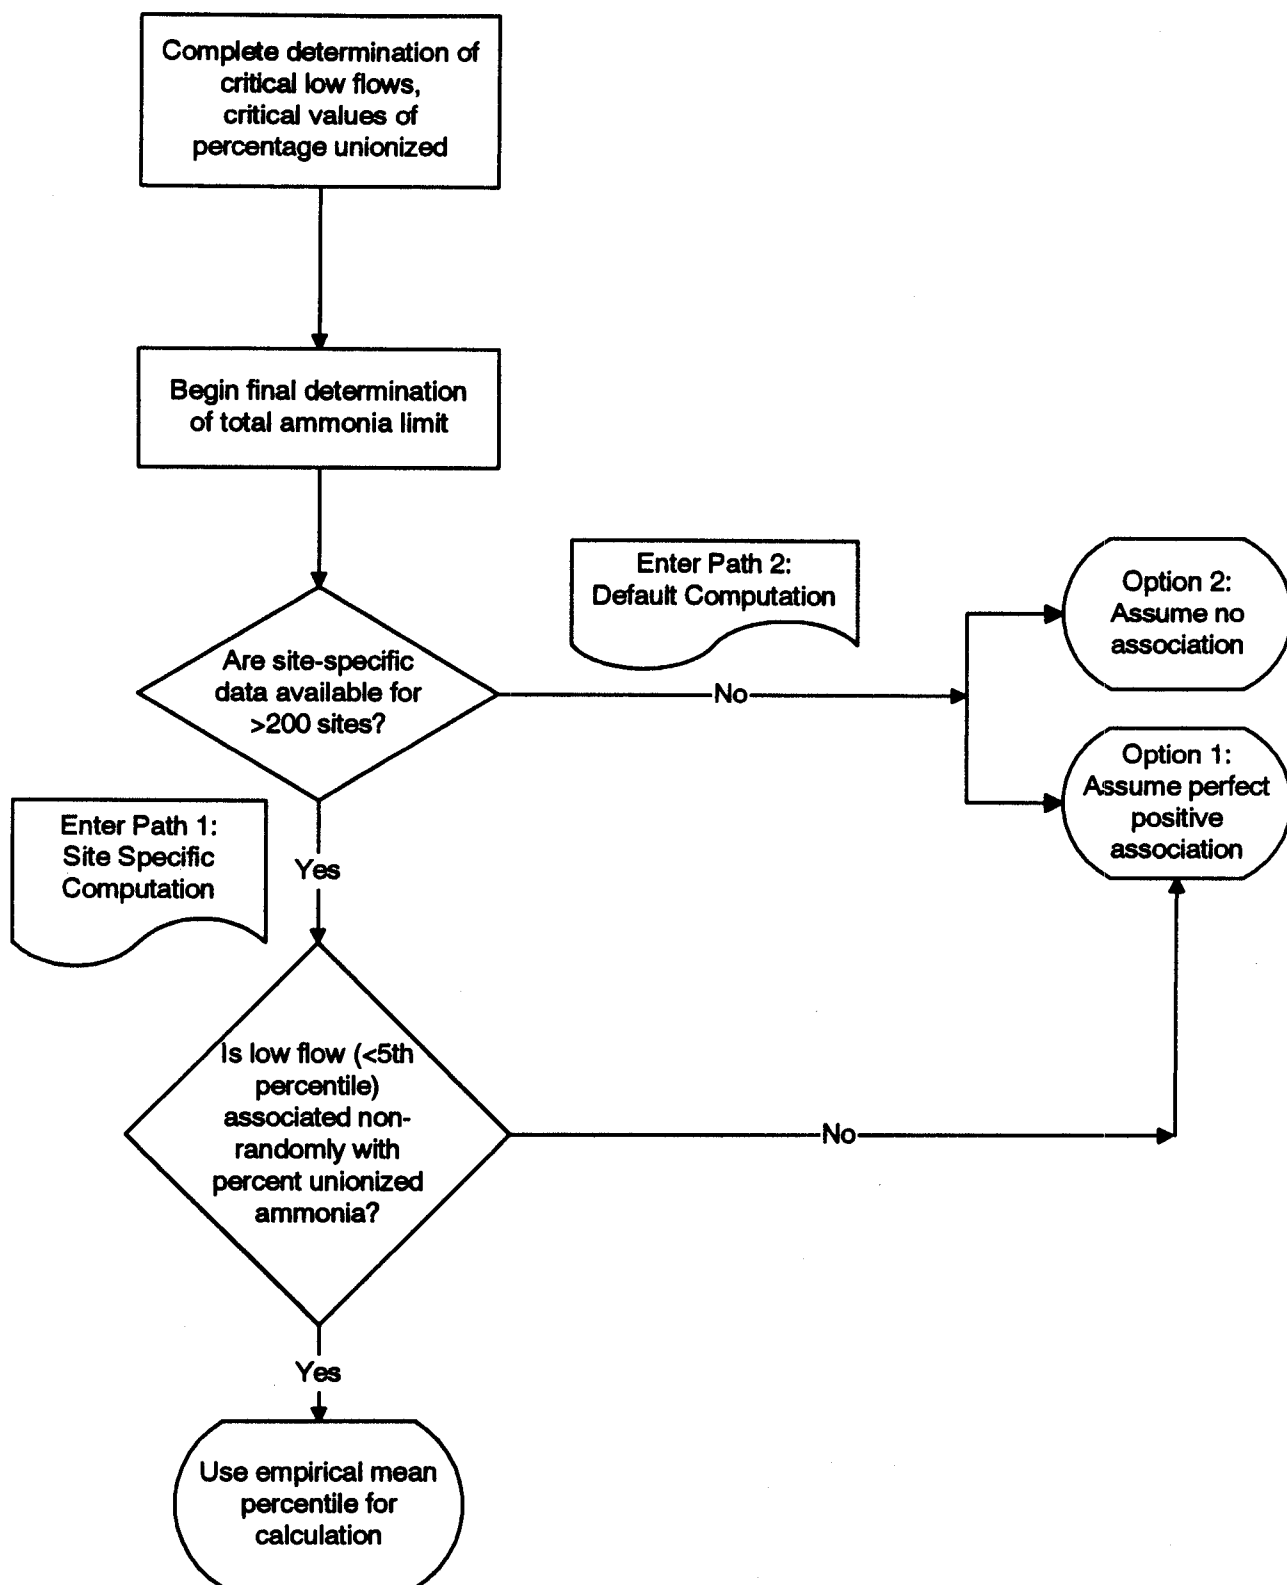 Complete determination of
critical low flows,
critical values of
percentage unionized
Begin final determination
of total ammonia limit
Enter Path 2:
Default Computation
Option 2:
Assume no
association
Are site-specific
data available for
>200 sites?
No
Option 1:
Assume perfect
positive
association
Enter Path 1:
Site Specific
Computation
Yes
Is low flow (<5th
percentile)
associated non-
randomly with
percent unionized
ammonia?
No
Yes
Use empirical mean
percentile for
calculation